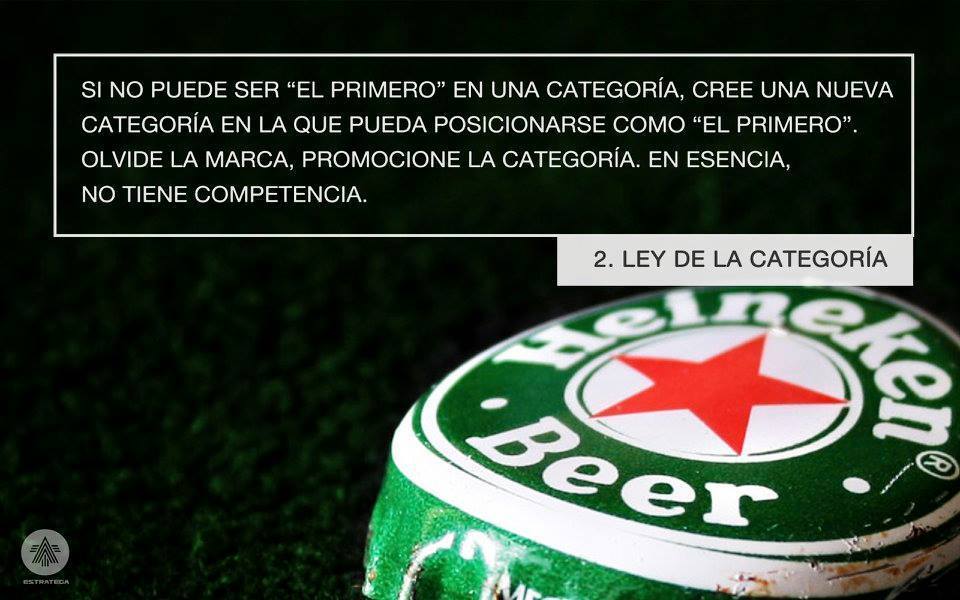 SI NO PUEDE SER “EL PRIMERO” EN UNA CATEGORÍA, CREE UNA NUEVA
CATEGORÍA EN LA QUE PUEDA POSICIONARSE COMO “EL PRIMERO”.
OLVIDE LA MARCA, PROMOCIONE LA CATEGORÍA. EN ESENCIA,
NO TIENE COMPETENCIA.
2. LEY DE LA CATEGORÍA
Heineken®
Beer
ESTRATEGA